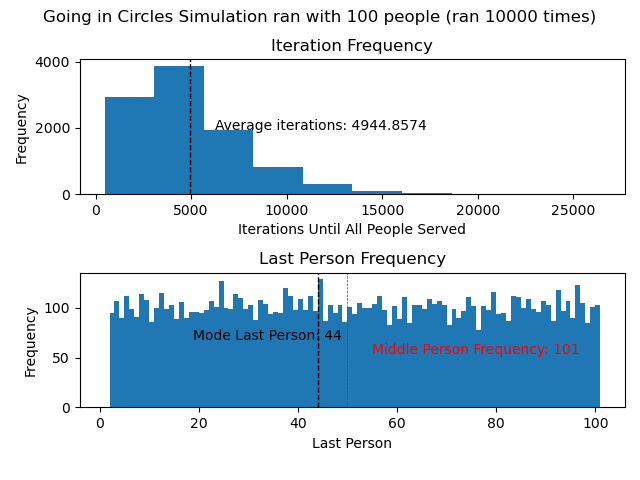 Going in Circles Simulation ran with 100 people (ran 10000 times)
Iteration Frequency
4000
2000
0
Frequency
Average iterations: 4944.8574
0 5000 10000 15000 20000 25000
Iterations Until All People Served
Last Person Frequency
100
50
0
Frequency
Mode Last Person: 44
Middle Person Frequency: 101
0 20 40 60 80 100
Last Person